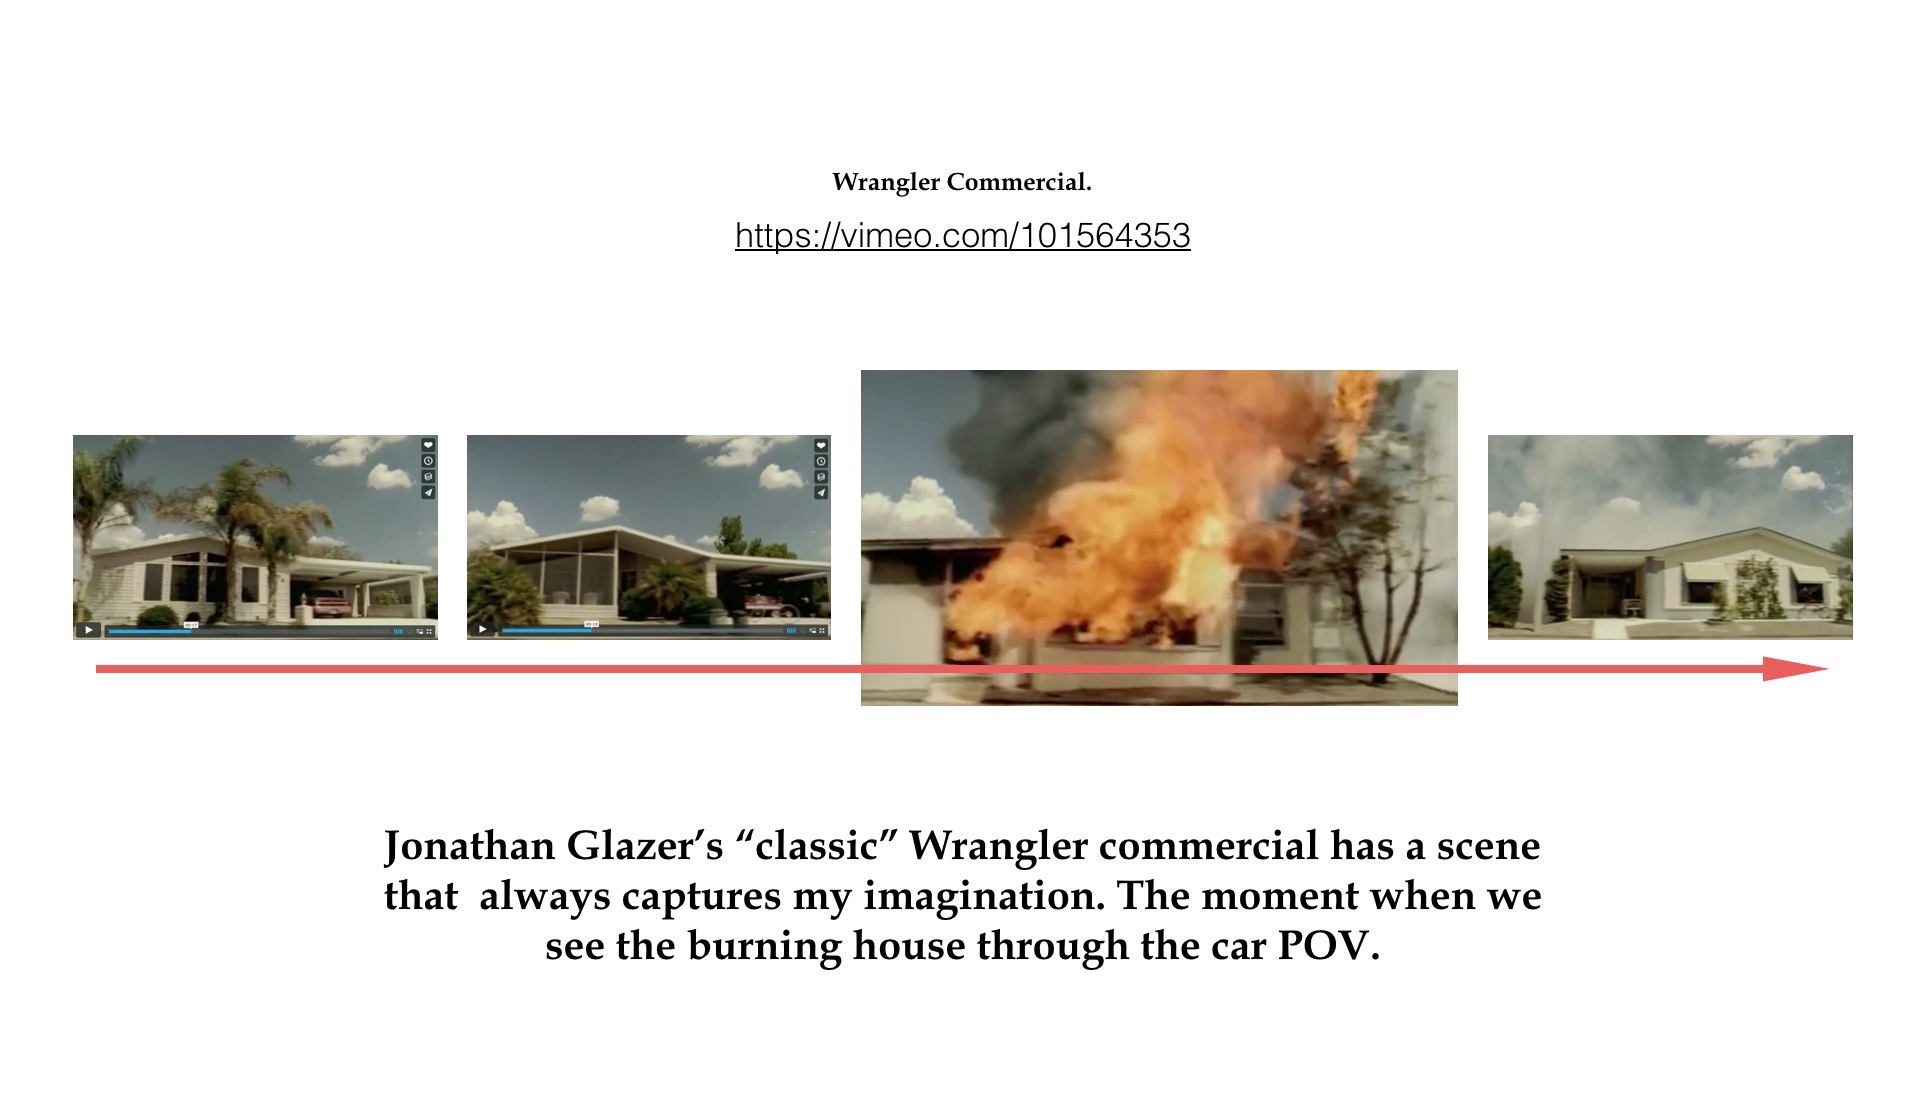 Wrangler Commercial.
https://vimeo.com/101564353
Jonathan Glazer’s “classic” Wrangler commercial has a scene
that  always captures my imagination. The moment when we
see the burning house through the car POV.